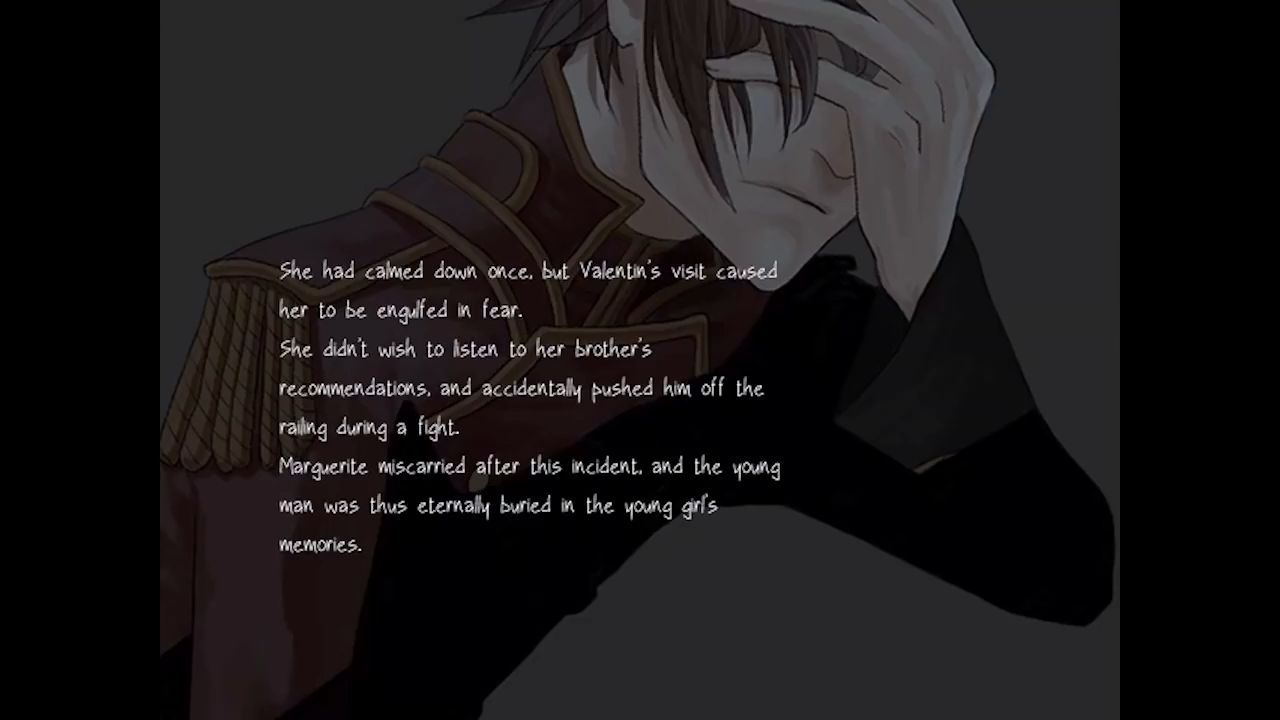 She had calmed down once, but Valentin's visit caused
her to be engulfed in fear.
She didn't wish to listen to her brother's
recommendations, and accidentally pushed him off the
railing during a fight.
Marguerite miscarried after this incident, and the young
man was thus eternally buried in the young girl's
memories.